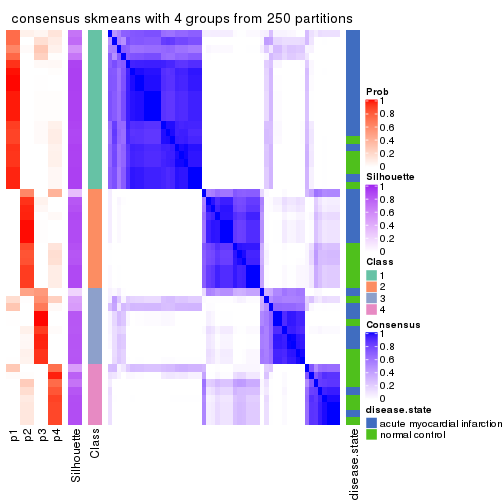 consensus skmeans with 4 groups from 250 partitions
Prob
1
0.8
0.6
0.4
0.2
0
Silhouette
1
0.8
0.6
0.4
0.2
0
Class
1
2
3
4
Consensus
1
0.8
0.6
0.4
0.2
0
disease.state
acute myocardial infarction
normal control
p1
p2
p3
p4
Silhouette
Class
disease.state